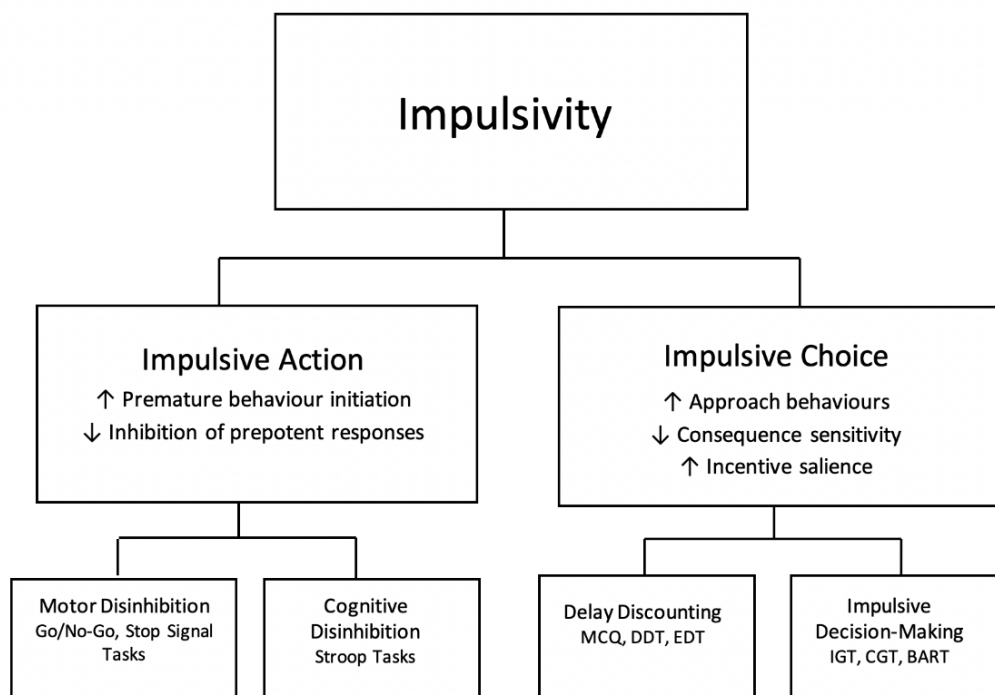 Impulsivity
Impulsive Action
↑ Premature behaviour initiation
↓ Inhibition of prepotent responses
Impulsive Choice
↑ Approach behaviours
↓ Consequence sensitivity
↑ Incentive salience
Motor Disinhibition
Go/No-Go, Stop Signal
Tasks
Cognitive
Disinhibition
Stroop Tasks
Delay Discounting
MCQ, DDT, EDT
Impulsive
Decision-Making
IGT, CGT, BART